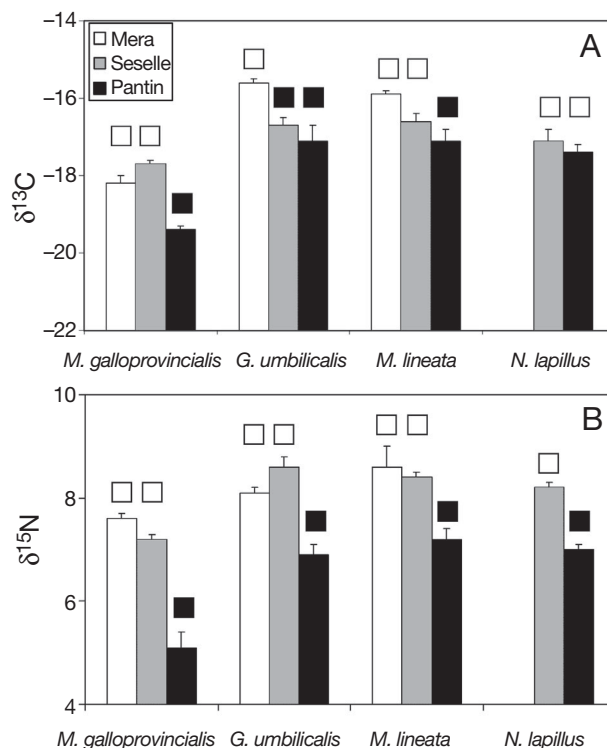 A
Mera
Seselle
Pantin
δ13C
−14
−16
−18
−20
−22
M. galloprovincialis G. umbilicalis M. lineata N. lapillus
B
δ15N
10
8
6
4
M. galloprovincialis G. umbilicalis M. lineata N. lapillus